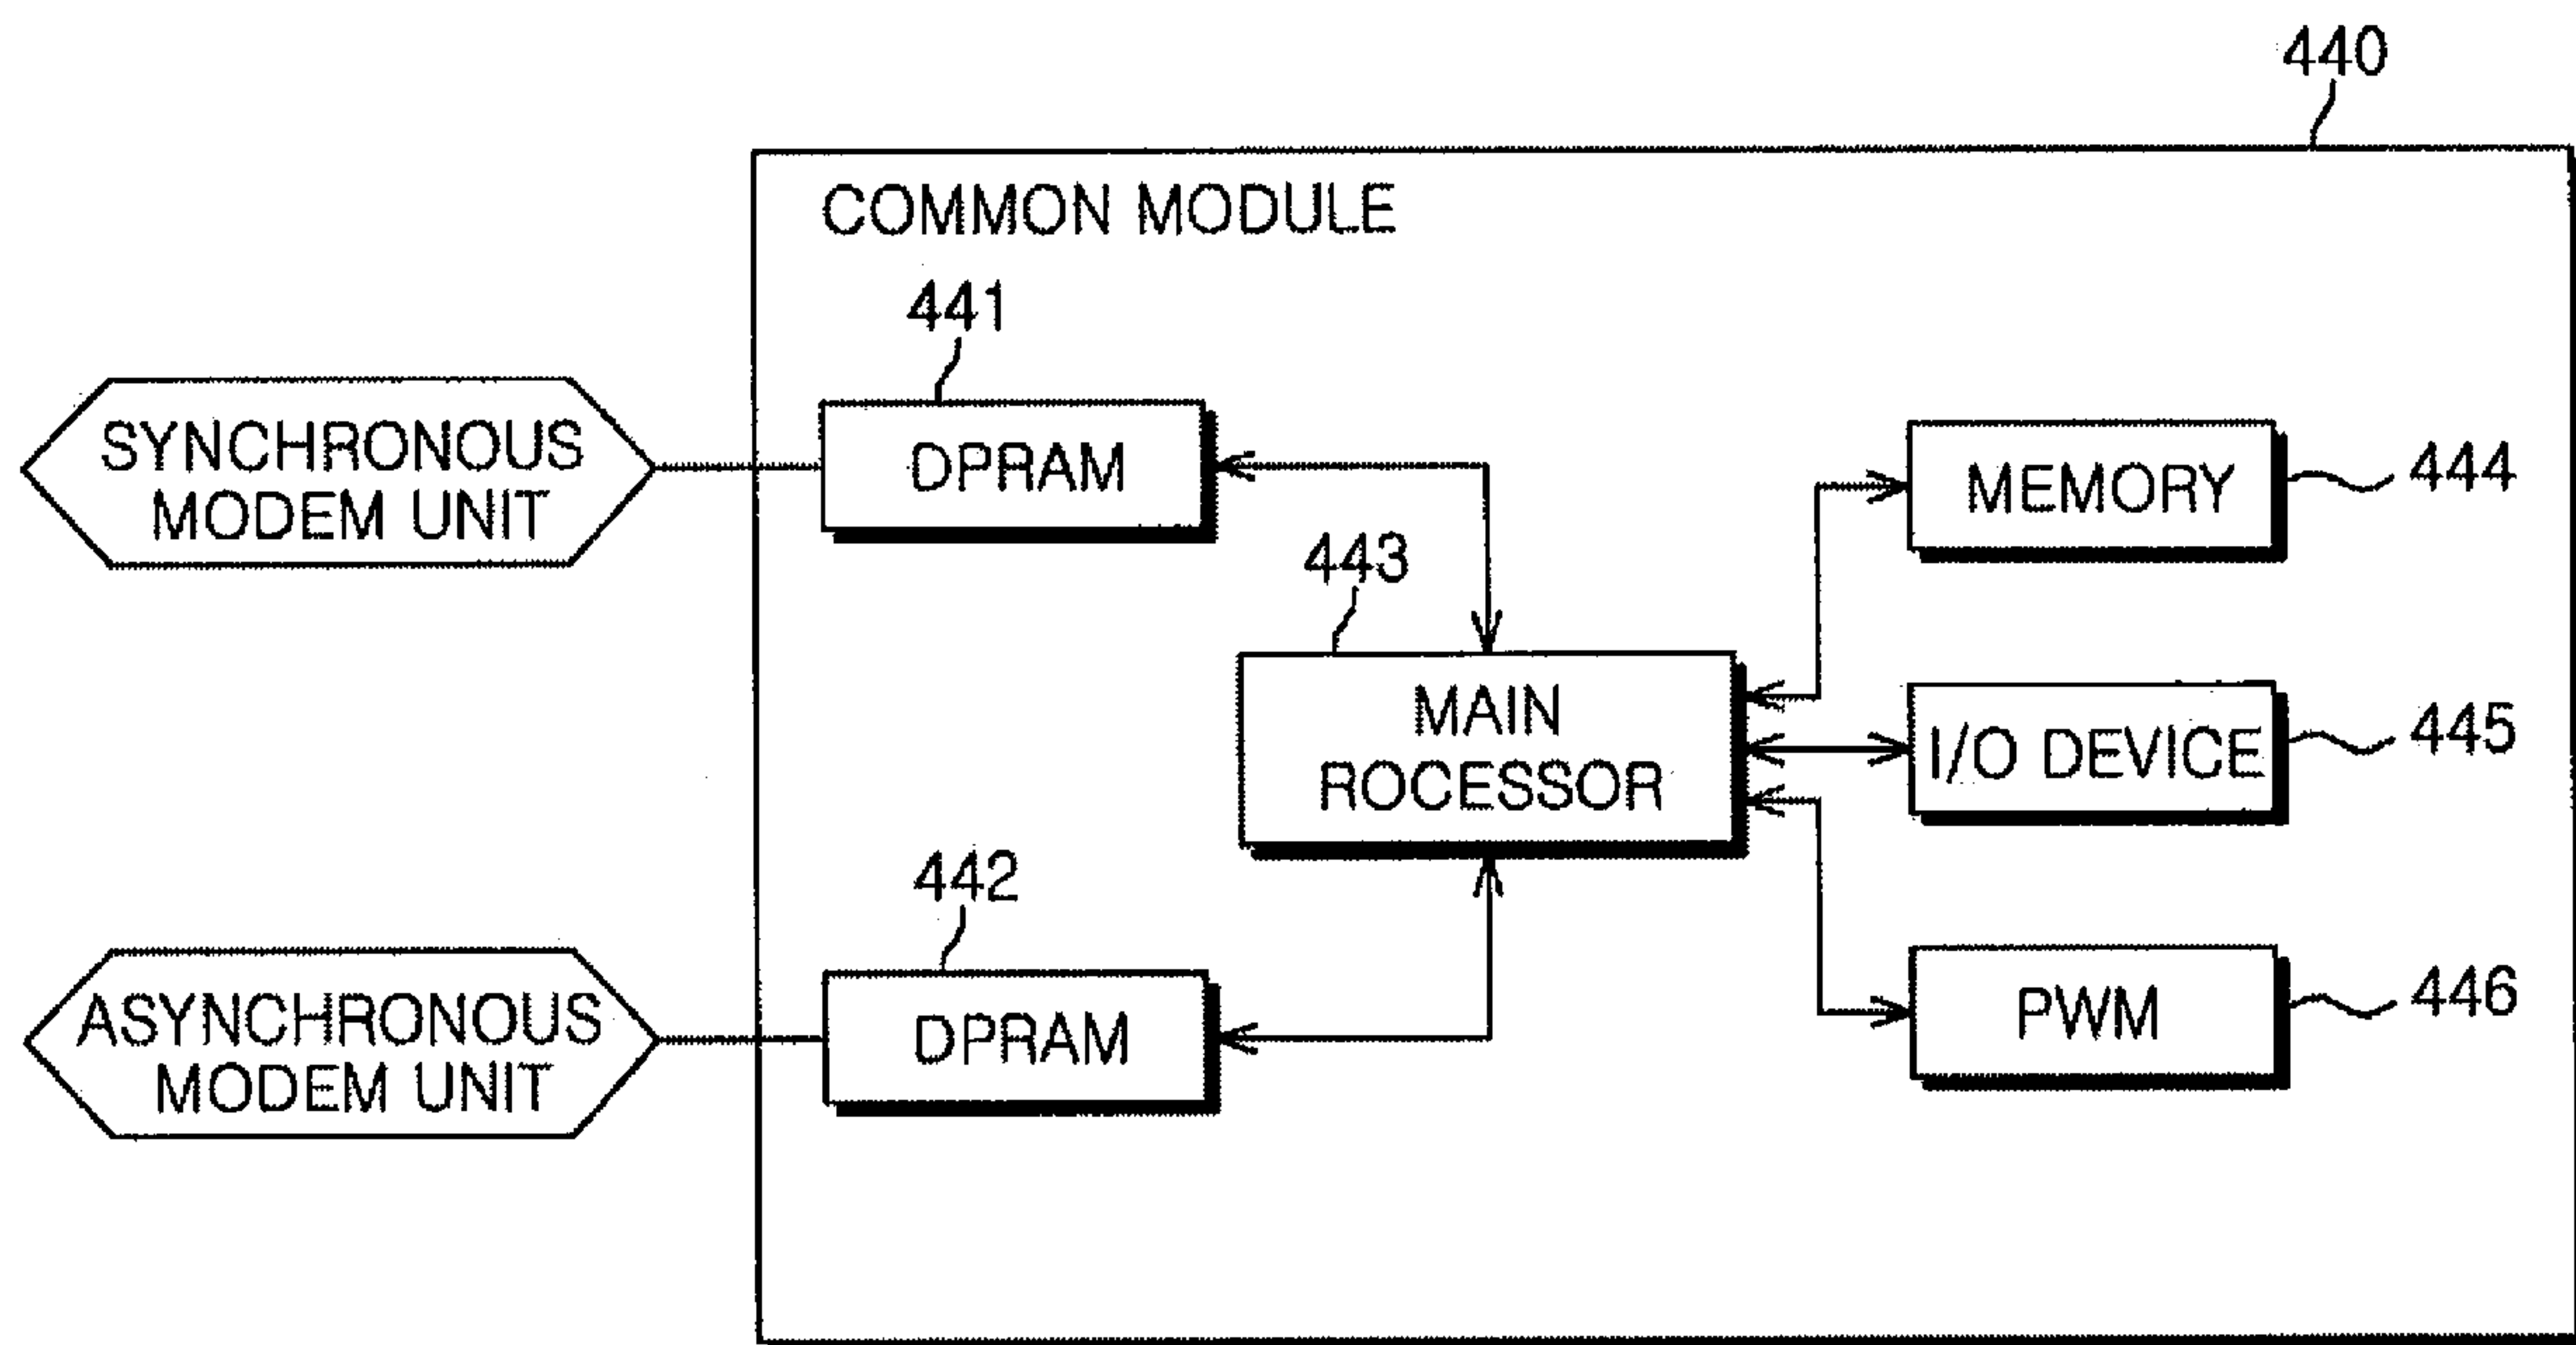 440
COMMON MODULE
441
SYNCHRONOUS
MODEM UNIT
DPRAM
MEMORY
444
443
MAIN
ROCESSOR
I/O DEVICE
445
442
ASYNCHRONOUS
MODEM UNIT
DPRAM
PWM
446